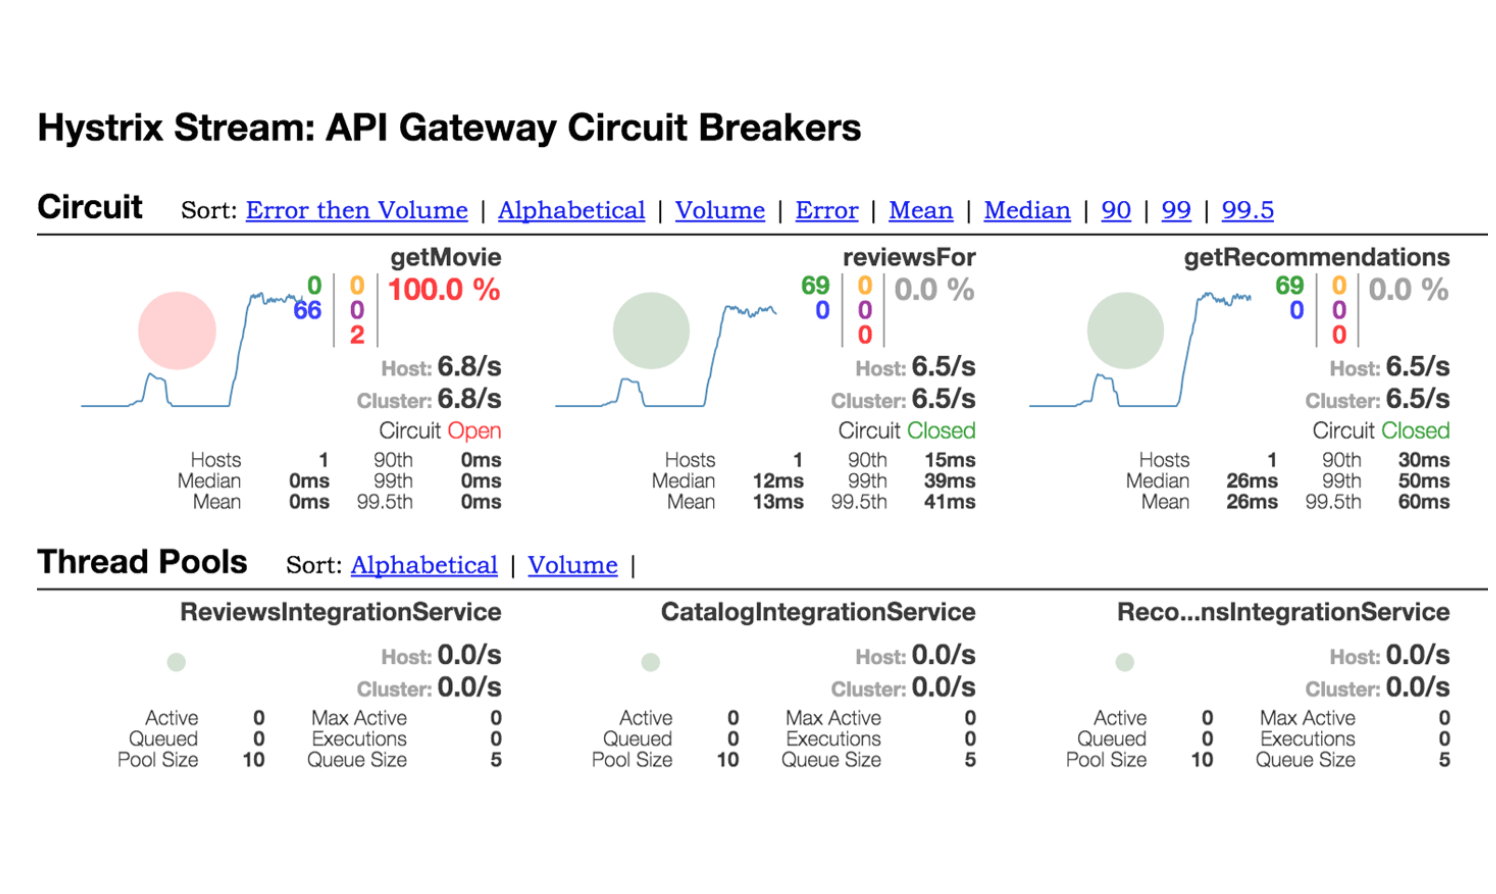 Hystrix Stream: API Gateway Circuit Breakers
Circuit Sort: Error then Volume | Alphabetical | Volume | Error | Mean | Median | 90 | 99 | 99.5
getMovie
0 0 100.0 %
66 0
2
Host: 6.8/s
Cluster: 6.8/s
Circuit Open
Hosts 1 90th 0ms
Median 0ms 99th 0ms
Mean 0ms 99.5th 0ms
reviewsFor
69 0 0.0 %
0 0
0
Host: 6.5/s
Cluster: 6.5/s
Circuit Closed
Hosts 1 90th 15ms
Median 12ms 99th 39ms
Mean 13ms 99.5th 41ms
getRecommendations
69 0 0.0 %
0 0
0
Host: 6.5/s
Cluster: 6.5/s
Circuit Closed
Hosts 1 90th 30ms
Median 26ms 99th 50ms
Mean 26ms 99.5th 60ms
Thread Pools Sort: Alphabetical | Volume |
ReviewsIntegrationService
Host: 0.0/s
Cluster: 0.0/s
Active 0 Max Active 0
Queued 0 Executions 0
Pool Size 10 Queue Size 5
CatalogIntegrationService
Host: 0.0/s
Cluster: 0.0/s
Active 0 Max Active 0
Queued 0 Executions 0
Pool Size 10 Queue Size 5
Reco...nsIntegrationService
Host: 0.0/s
Cluster: 0.0/s
Active 0 Max Active 0
Queued 0 Executions 0
Pool Size 10 Queue Size 5